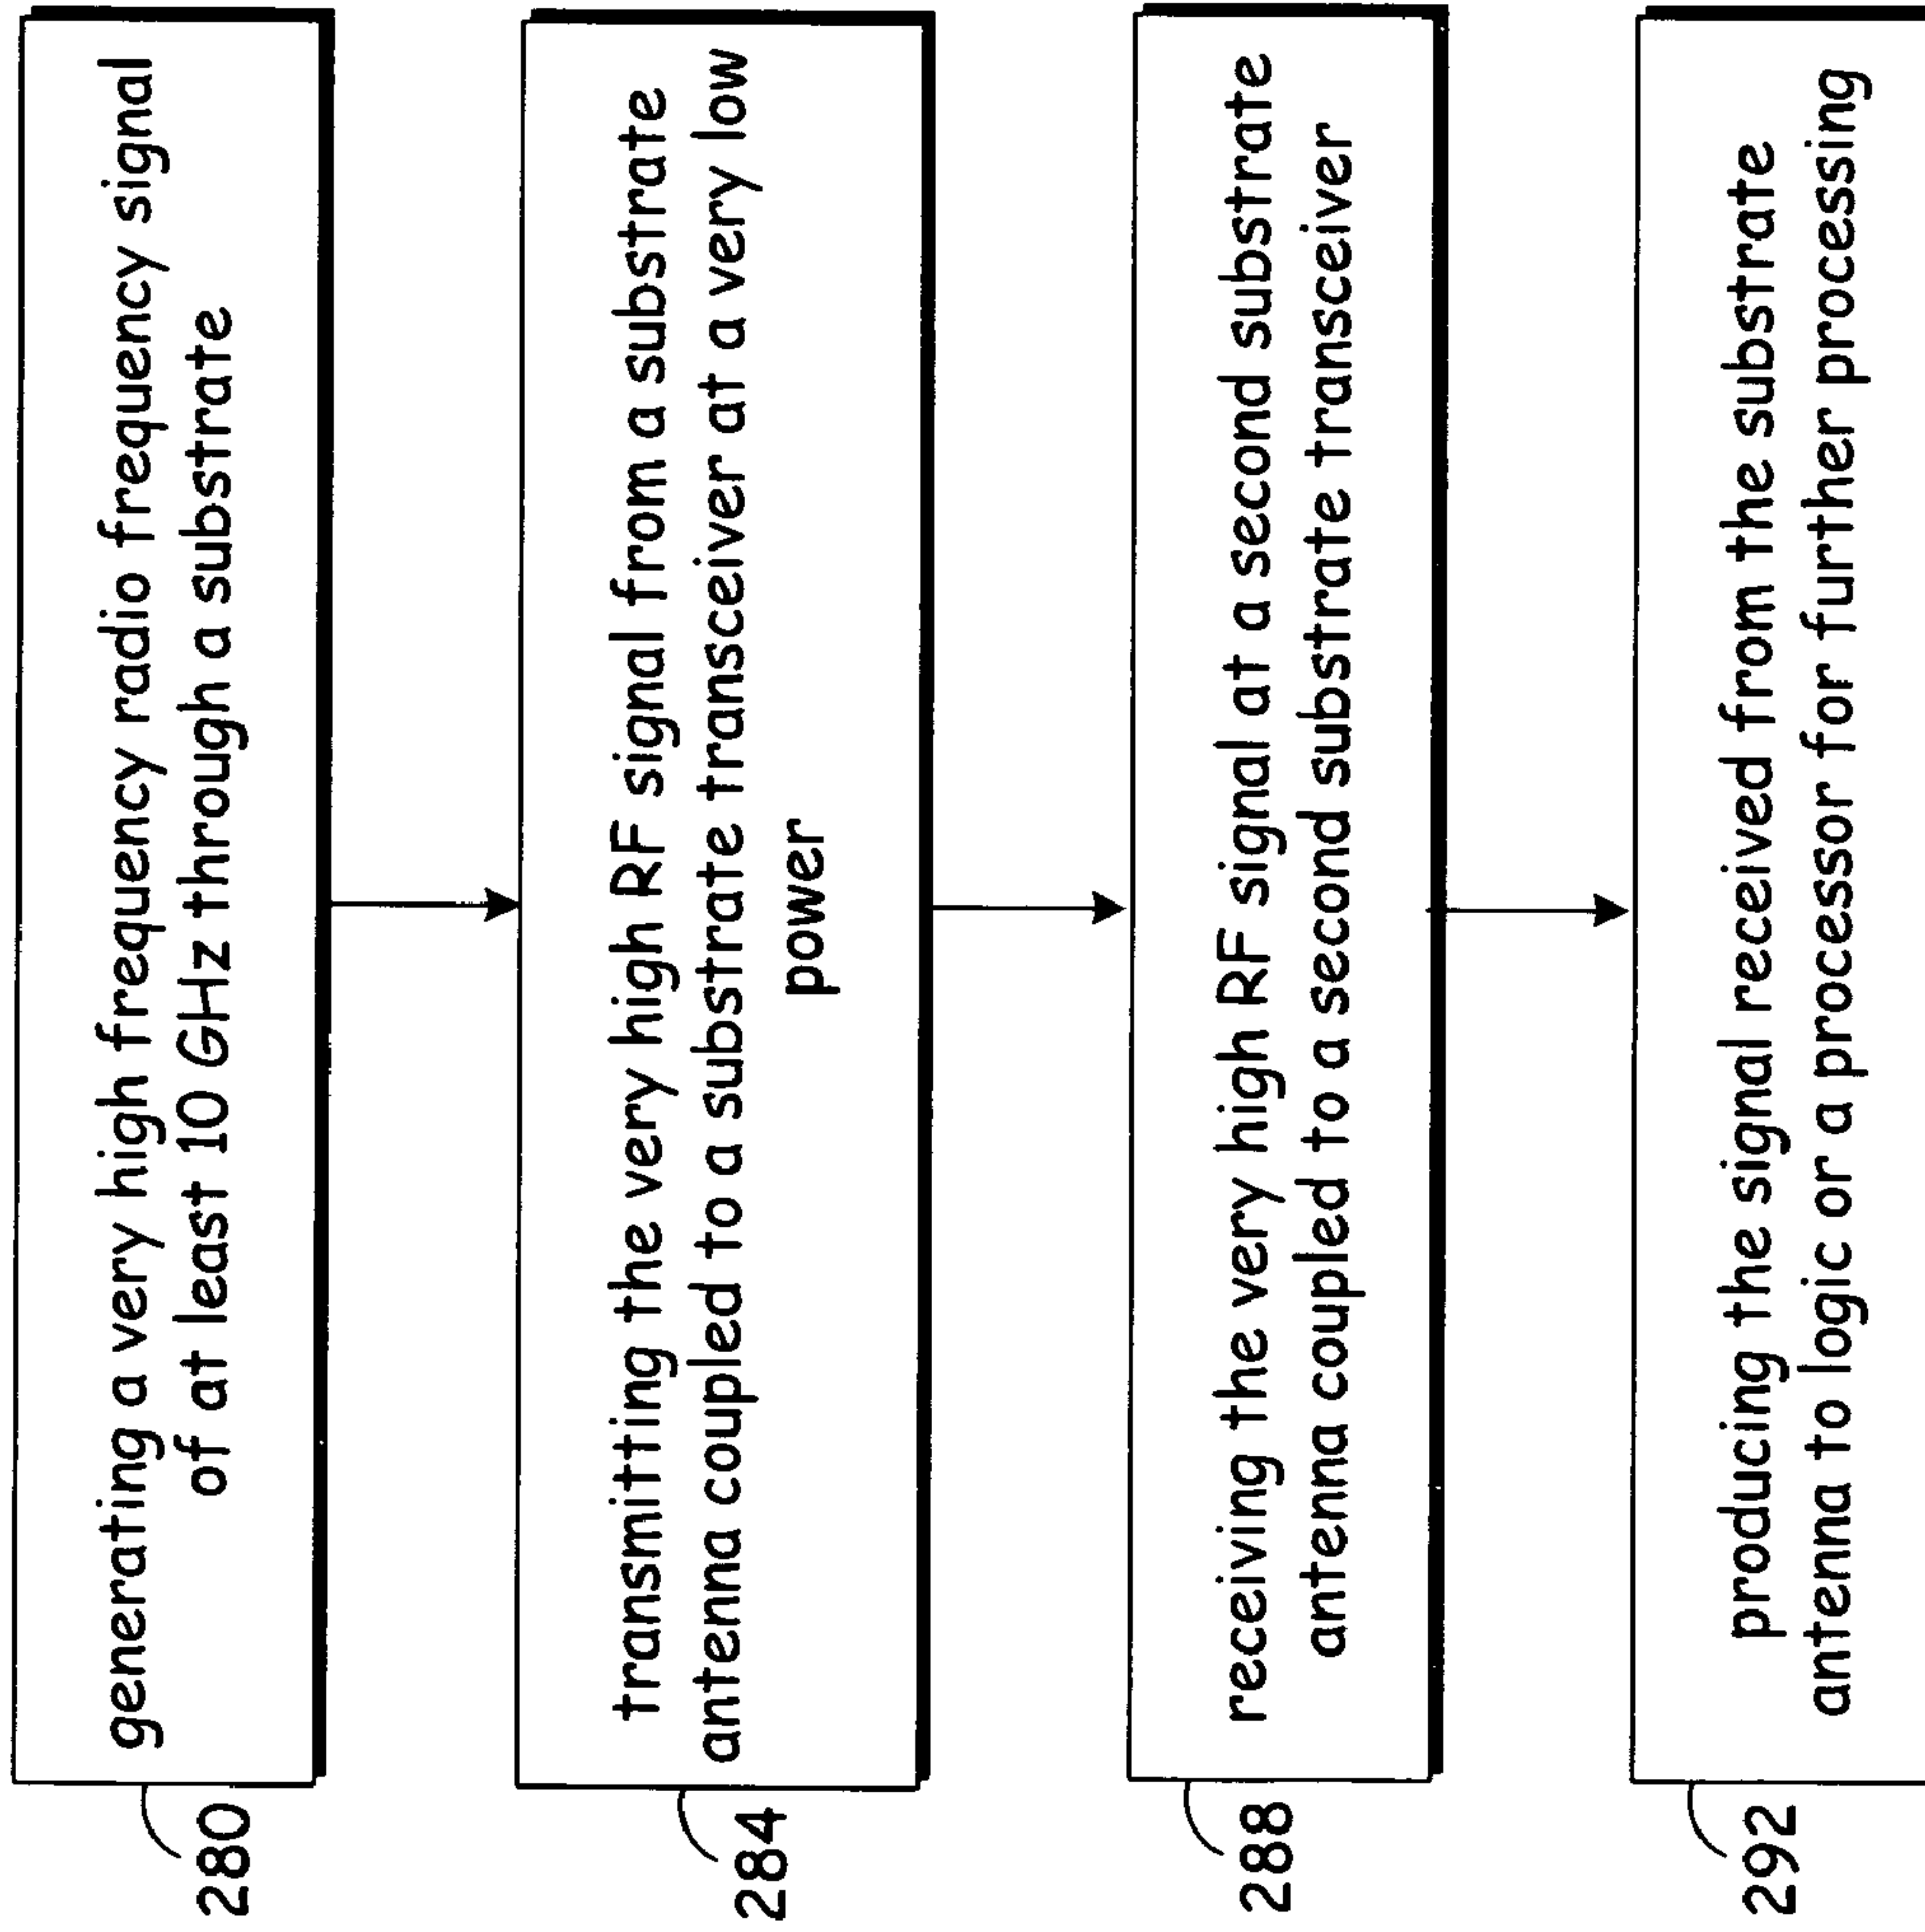 generating a very high frequency radio frequency signal
of at least 10 GHz through a substrate
280
transmitting the very high RF signal from a substrate
antenna coupled to a substrate transceiver at a very low
power
284
receiving the very high RF signal at a second substrate
antenna coupled to a second substrate transceiver
288
producing the signal received from the substrate
antenna to logic or a processor for further processing
292